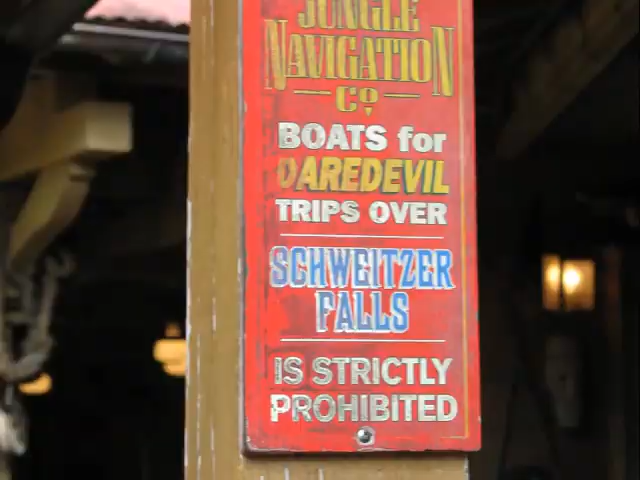 JUNGLE
NAVIGATION
Co
BOATS for
DAREDEVIL
TRIPS OVER
SCHWEITZER
FALLS
IS STRICTLY
PROHIBITED